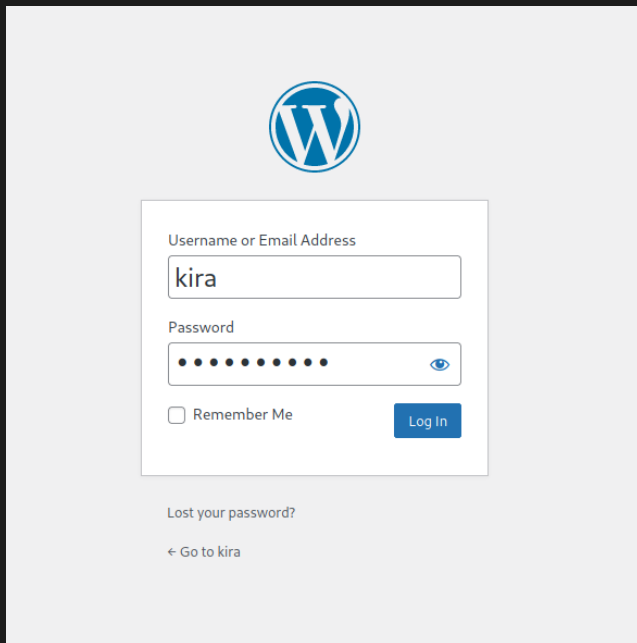 Username or Email Address
kira
Password
••••••••••
Remember Me
Log In
Lost your password?
← Go to kira